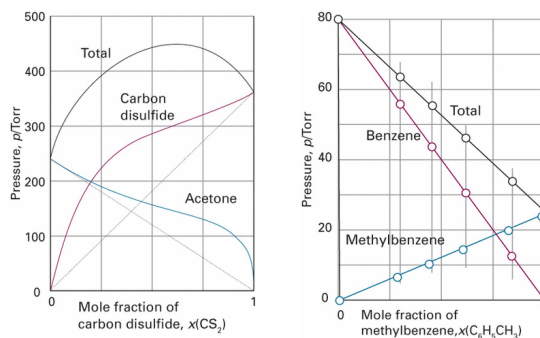 500
400
300
200
100
0
Pressure, p/Torr
Total
Carbon
disulfide
Acetone
0
1
Mole fraction of
carbon disulfide, x(CS₂)
80
60
40
20
0
Pressure, p/Torr
Total
Benzene
Methylbenzene
0
Mole fraction of
methylbenzene,x(C₆H₅CH₃)